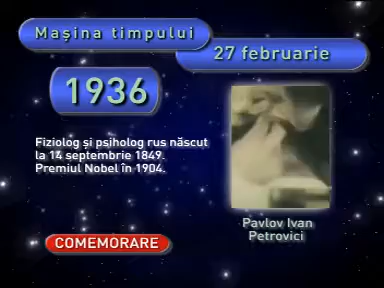 Mașina timpului
27 februarie
1936
Fiziolog și psiholog rus născut
la 14 septembrie 1849.
Premiul Nobel în 1904.
Pavlov Ivan
Petrovici
COMEMORARE